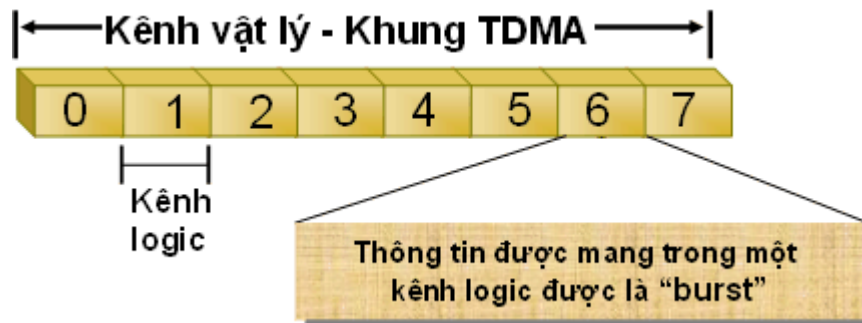 Kênh vật lý - Khung TDMA
0 1 2 3 4 5 6 7
Kênh
logic
Thông tin được mang trong một
kênh logic được là “burst”